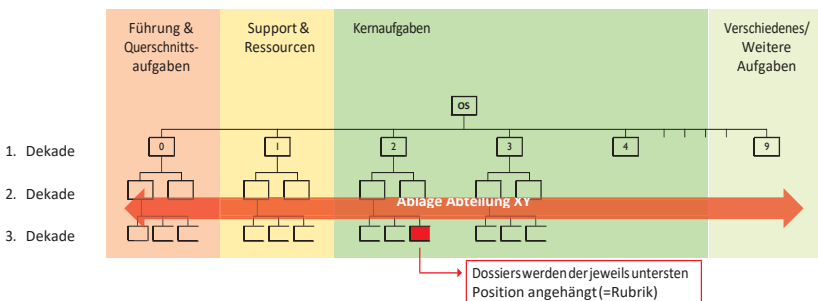 Führung &
Querschnitts-
aufgaben
Support &
Ressourcen
Kernaufgaben
Verschiedenes/
Weitere
Aufgaben
OS
1. Dekade
0
1
2
3
4
9
2. Dekade
Ablage Abteilung XY
3. Dekade
Dossiers werden der jeweils untersten
Position angehängt (=Rubrik)